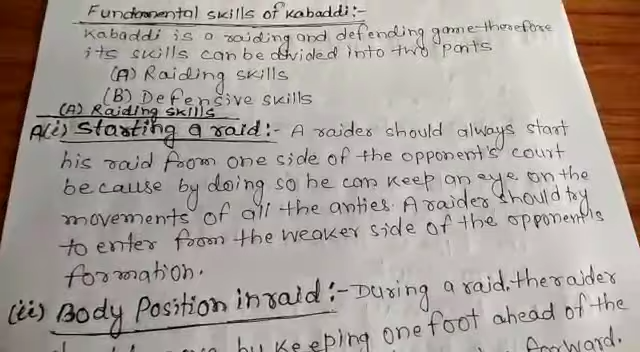 Fundamental skills of Kabaddi:-
Kabaddi is a raiding and defending game therefore
its skills can be divided into two parts
(A) Raiding skills
(B) Defensive skills
(A) Raiding skills
A(i) Starting a raid:- A raider should always start
his raid from one side of the opponent's court
because by doing so he can keep an eye on the
movements of all the anties. A raider should try
to enter from the weaker side of the opponents
formation.
(ii) Body Position in raid:- During a raid, the raider
by keeping one foot ahead of the
forward.